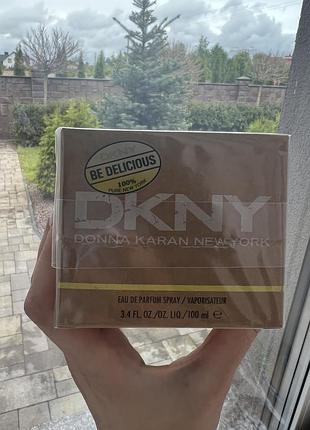 BE DELICIOUS
100%
PURE NEW YORK
DKNY
DONNA KARAN NEW YORK
EAU DE PARFUM SPRAY / VAPORISATEUR
3.4 FL. OZ./OZ. LIQ. / 100 ml ℮